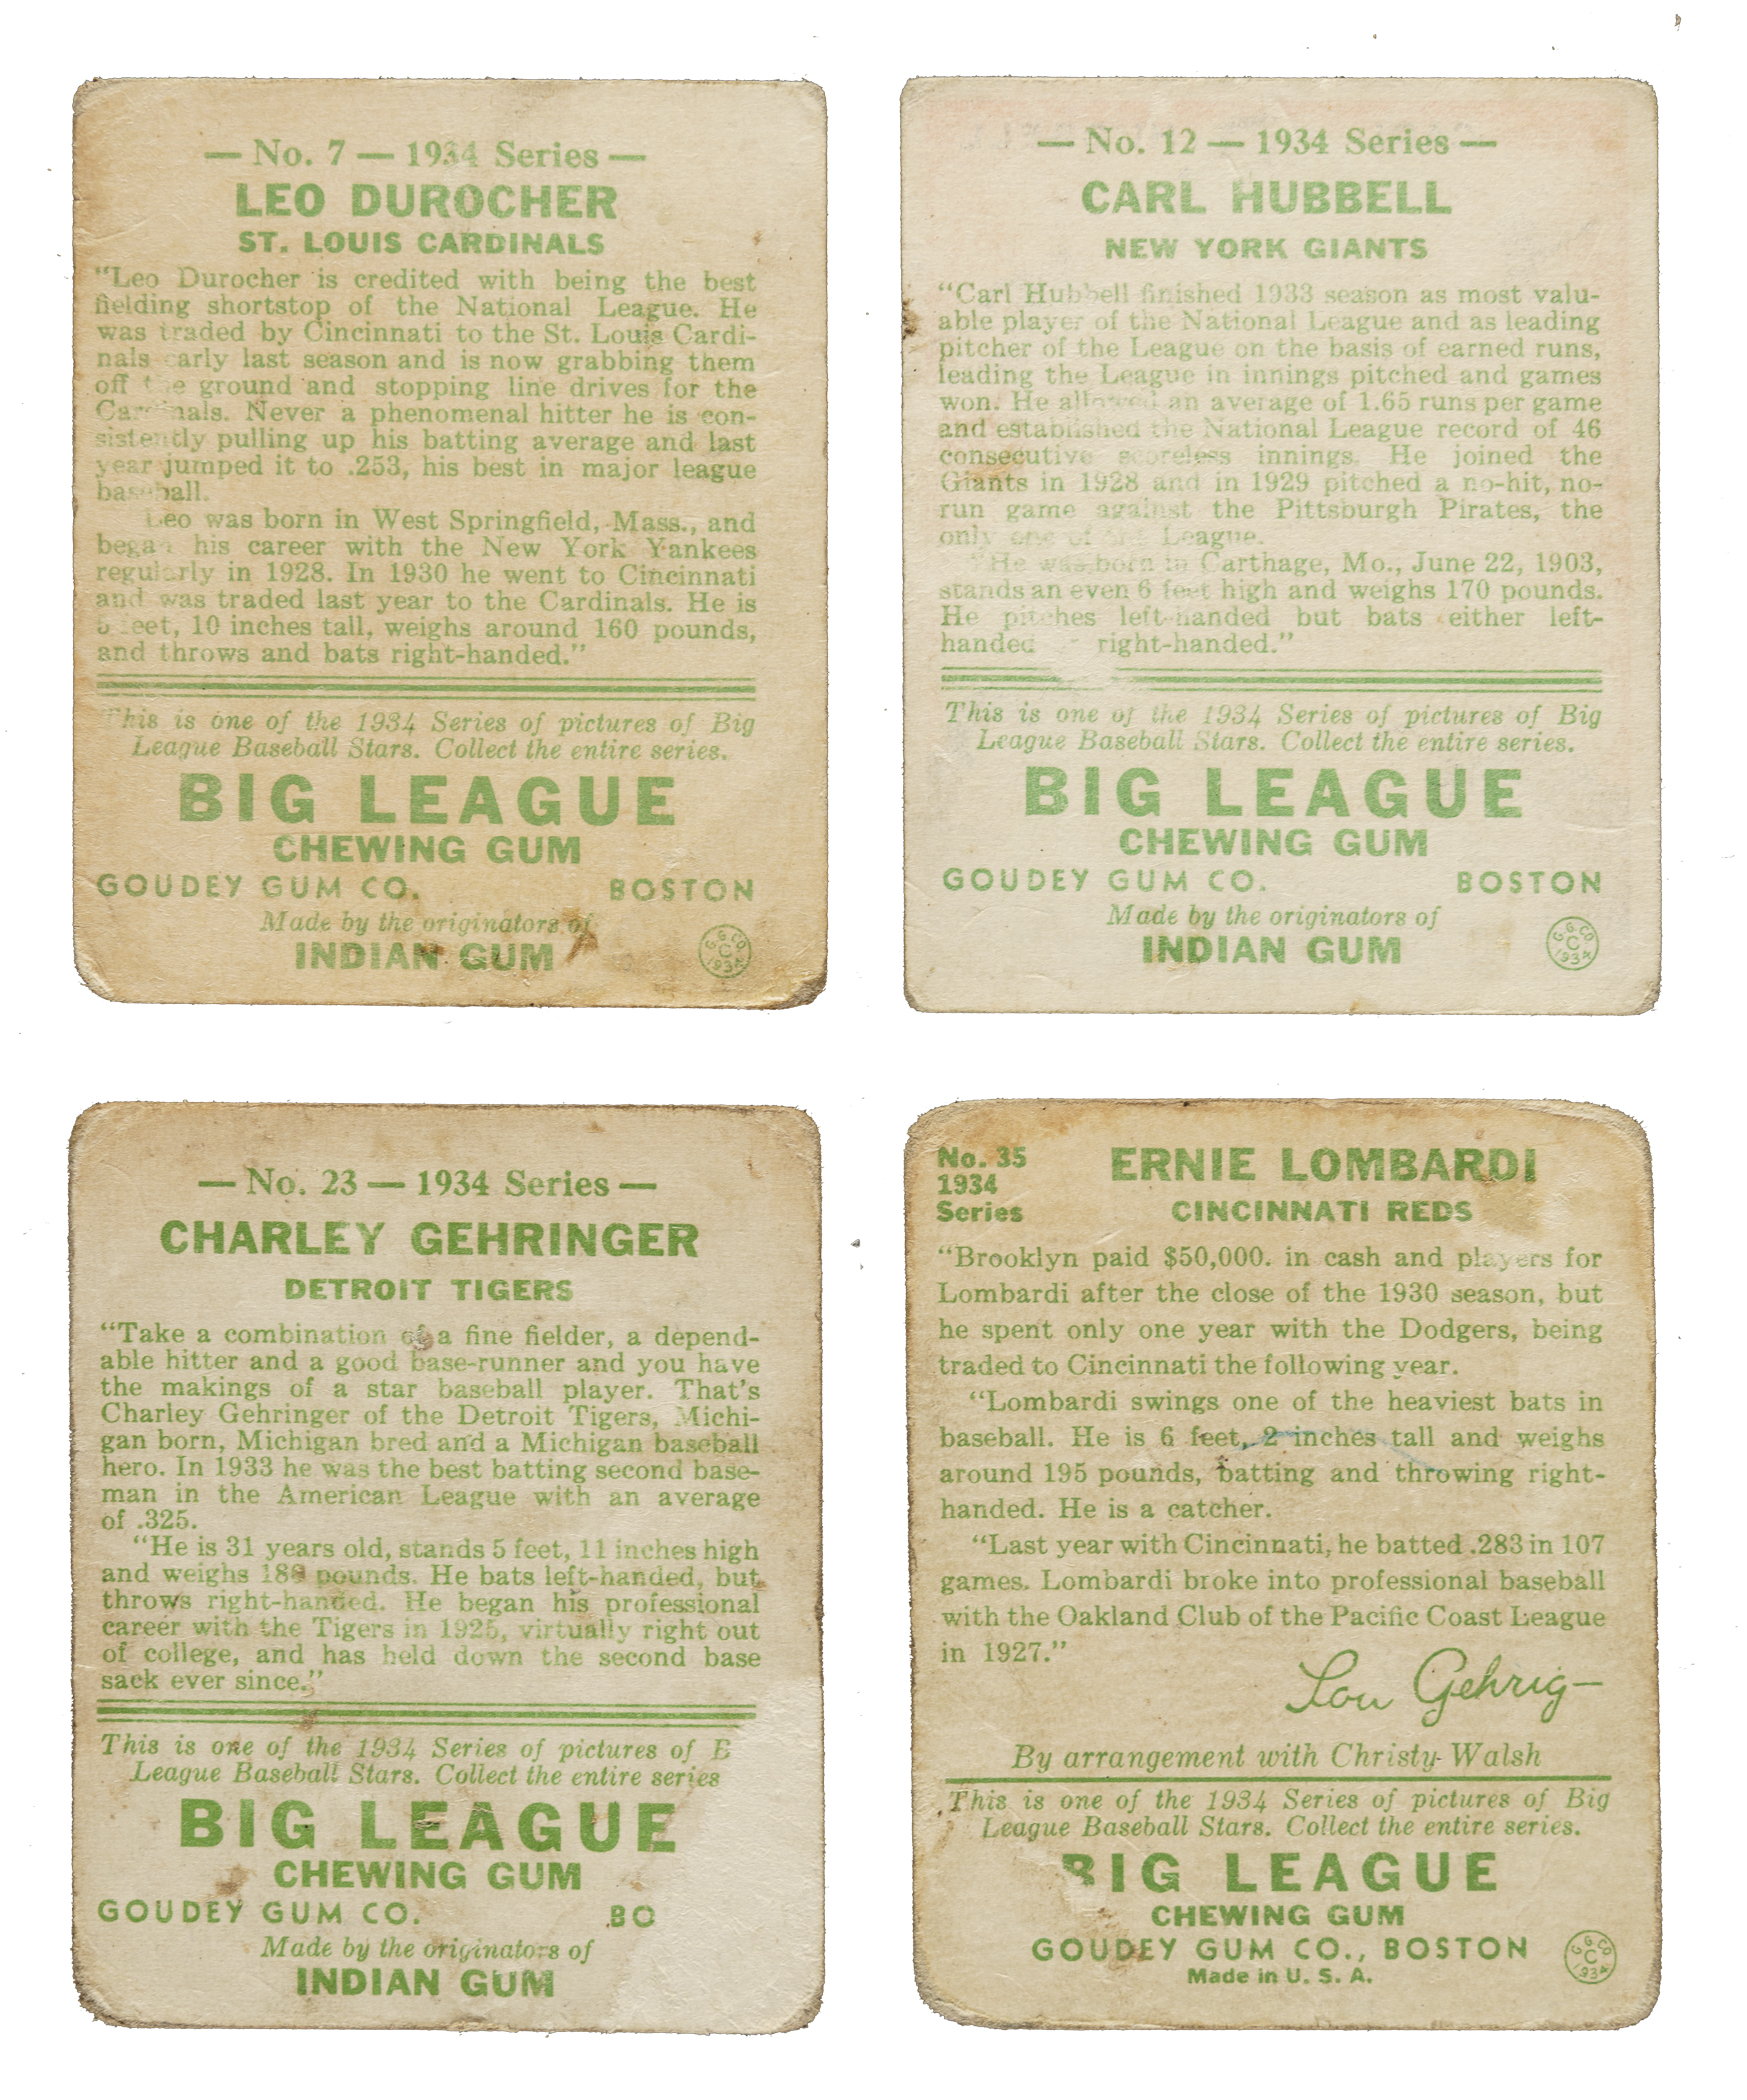 — No. 7 — 1934 Series —
LEO DUROCHER
ST. LOUIS CARDINALS
"Leo Durocher is credited with being the best
fielding shortstop of the National League. He
was traded by Cincinnati to the St. Louis Cardi-
nals early last season and is now grabbing them
off the ground and stopping line drives for the
Cardinals. Never a phenomenal hitter he is con-
sistently pulling up his batting average and last
year jumped it to .253, his best in major league
baseball.
Leo was born in West Springfield, Mass., and
began his career with the New York Yankees
regularly in 1928. In 1930 he went to Cincinnati
and was traded last year to the Cardinals. He is
5 feet, 10 inches tall, weighs around 160 pounds,
and throws and bats right-handed."
This is one of the 1934 Series of pictures of Big
League Baseball Stars. Collect the entire series.
BIG LEAGUE
CHEWING GUM
GOUDEY GUM CO. BOSTON
Made by the originators of
INDIAN GUM
G. G. CO.
C
1934
— No. 12 — 1934 Series —
CARL HUBBELL
NEW YORK GIANTS
"Carl Hubbell finished 1933 season as most valu-
able player of the National League and as leading
pitcher of the League on the basis of earned runs,
leading the League in innings pitched and games
won. He allowed an average of 1.65 runs per game
and established the National League record of 46
consecutive scoreless innings. He joined the
Giants in 1928 and in 1929 pitched a no-hit, no-
run game against the Pittsburgh Pirates, the
only one of League.
"He was born in Carthage, Mo., June 22, 1903,
stands an even 6 feet high and weighs 170 pounds.
He pitches left-handed but bats either left-
handed right-handed."
This is one of the 1934 Series of pictures of Big
League Baseball Stars. Collect the entire series.
BIG LEAGUE
CHEWING GUM
GOUDEY GUM CO. BOSTON
Made by the originators of
INDIAN GUM
G. G. CO.
C
1934
— No. 23 — 1934 Series —
CHARLEY GEHRINGER
DETROIT TIGERS
"Take a combination of a fine fielder, a depend-
able hitter and a good base-runner and you have
the makings of a star baseball player. That's
Charley Gehringer of the Detroit Tigers, Michi-
gan born, Michigan bred and a Michigan baseball
hero. In 1933 he was the best batting second base-
man in the American League with an average
of .325.
"He is 31 years old, stands 5 feet, 11 inches high
and weighs pounds. He bats left-handed, but
throws right-handed. He began his professional
career with the Tigers in 1925, virtually right out
of college, and has held down the second base
sack ever since."
This is one of the 1934 Series of pictures of B
League Baseball Stars. Collect the entire series
BIG LEAGUE
CHEWING GUM
GOUDEY GUM CO. BO
Made by the originators of
INDIAN GUM
No. 35
1934
Series
ERNIE LOMBARDI
CINCINNATI REDS
"Brooklyn paid $50,000. in cash and players for
Lombardi after the close of the 1930 season, but
he spent only one year with the Dodgers, being
traded to Cincinnati the following year.
"Lombardi swings one of the heaviest bats in
baseball. He is 6 feet, 2 inches tall and weighs
around 195 pounds, batting and throwing right-
handed. He is a catcher.
"Last year with Cincinnati, he batted .283 in 107
games. Lombardi broke into professional baseball
with the Oakland Club of the Pacific Coast League
in 1927."
Lou Gehrig—
By arrangement with Christy Walsh
This is one of the 1934 Series of pictures of Big
League Baseball Stars. Collect the entire series.
BIG LEAGUE
CHEWING GUM
GOUDEY GUM CO., BOSTON
Made in U. S. A.
G. G. CO.
C
1934